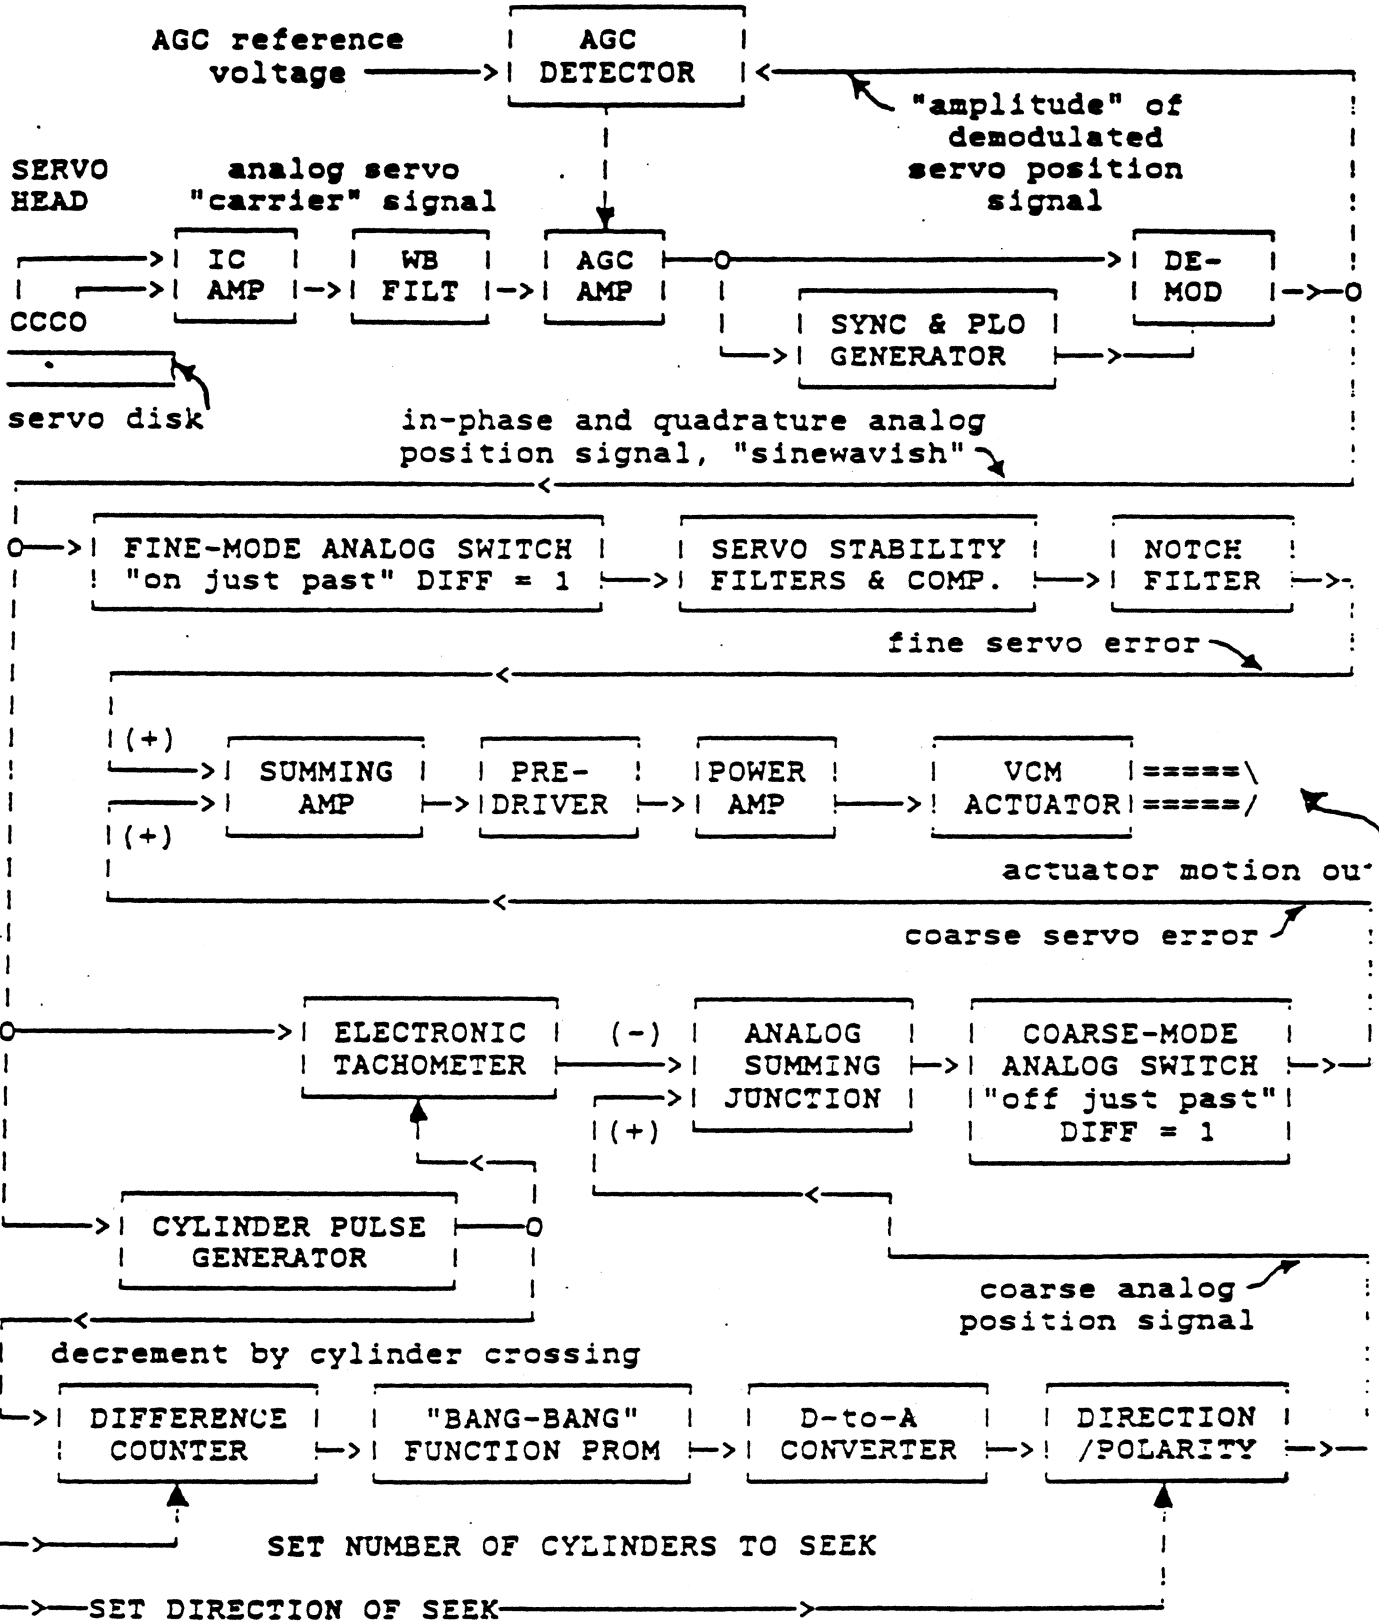 AGC reference
voltage
AGC
DETECTOR
"amplitude" of
demodulated
servo position
signal
SERVO
HEAD
analog servo
"carrier" signal
IC
AMP
WB
FILT
AGC
AMP
DE-
MOD
SYNC & PLO
GENERATOR
CCCO
servo disk
in-phase and quadrature analog
position signal, "sinewavish"
FINE-MODE ANALOG SWITCH
"on just past" DIFF = 1
SERVO STABILITY
FILTERS & COMP.
NOTCH
FILTER
fine servo error
(+)
(+)
SUMMING
AMP
PRE-
DRIVER
POWER
AMP
VCM
ACTUATOR
=====\
=====/
actuator motion ou
coarse servo error
ELECTRONIC
TACHOMETER
(-)
(+)
ANALOG
SUMMING
JUNCTION
COARSE-MODE
ANALOG SWITCH
"off just past"
DIFF = 1
CYLINDER PULSE
GENERATOR
coarse analog
position signal
decrement by cylinder crossing
DIFFERENCE
COUNTER
"BANG-BANG"
FUNCTION PROM
D-to-A
CONVERTER
DIRECTION
/POLARITY
SET NUMBER OF CYLINDERS TO SEEK
SET DIRECTION OF SEEK